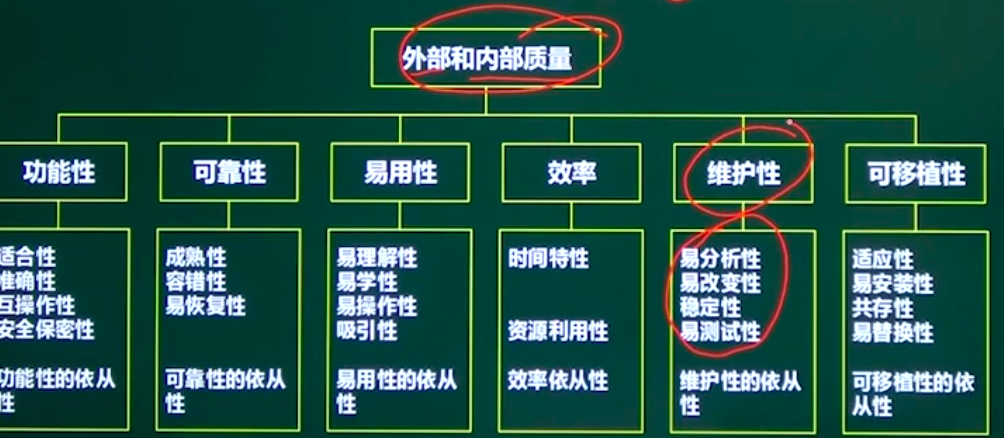 外部和内部质量
功能性
可靠性
易用性
效率
维护性
可移植性
适合性
准确性
互操作性
安全保密性
功能性的依从
性
成熟性
容错性
易恢复性
可靠性的依从
性
易理解性
易学性
易操作性
吸引性
易用性的依从
性
时间特性
资源利用性
效率依从性
易分析性
易改变性
稳定性
易测试性
维护性的依从
性
适应性
易安装性
共存性
易替换性
可移植性的依
从性